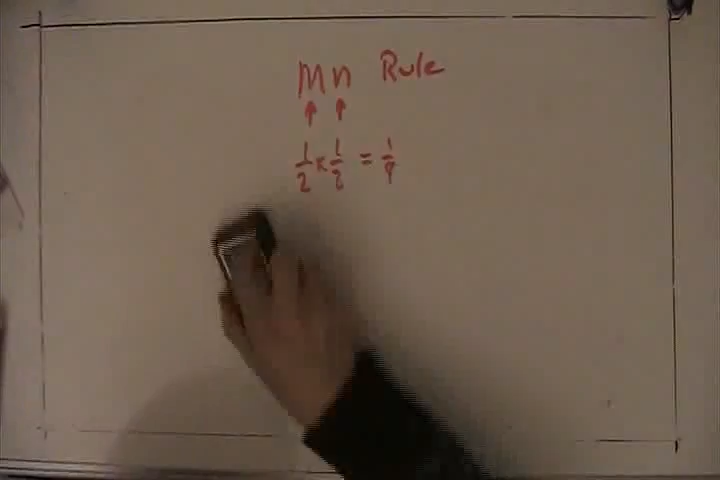 Mn Rule
↑ ↑
1/2 x 1/2 = 1/4